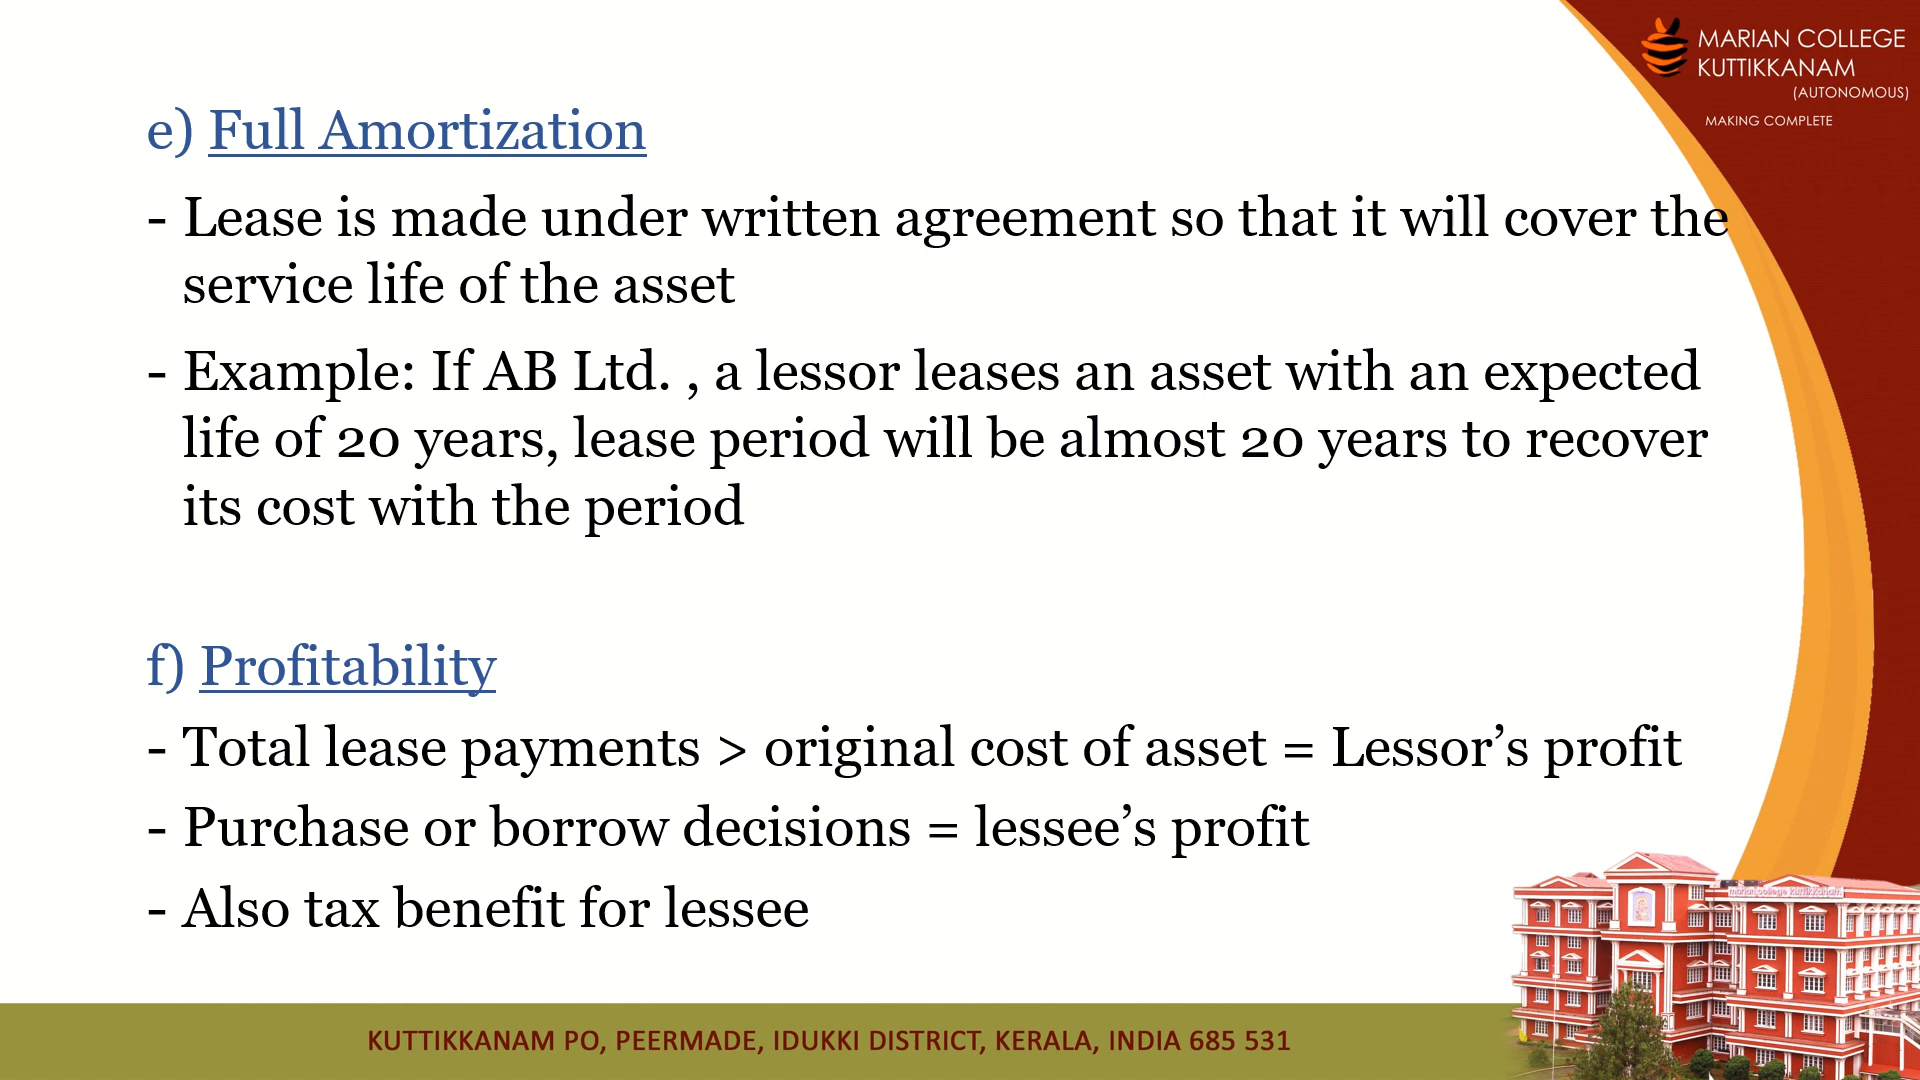 MARIAN COLLEGE
KUTTIKKANAM
(AUTONOMOUS)
MAKING COMPLETE
e) Full Amortization
- Lease is made under written agreement so that it will cover the
service life of the asset
- Example: If AB Ltd. , a lessor leases an asset with an expected
life of 20 years, lease period will be almost 20 years to recover
its cost with the period
f) Profitability
- Total lease payments > original cost of asset = Lessor’s profit
- Purchase or borrow decisions = lessee’s profit
- Also tax benefit for lessee
marian college kuttikkanam
KUTTIKKANAM PO, PEERMADE, IDUKKI DISTRICT, KERALA, INDIA 685 531